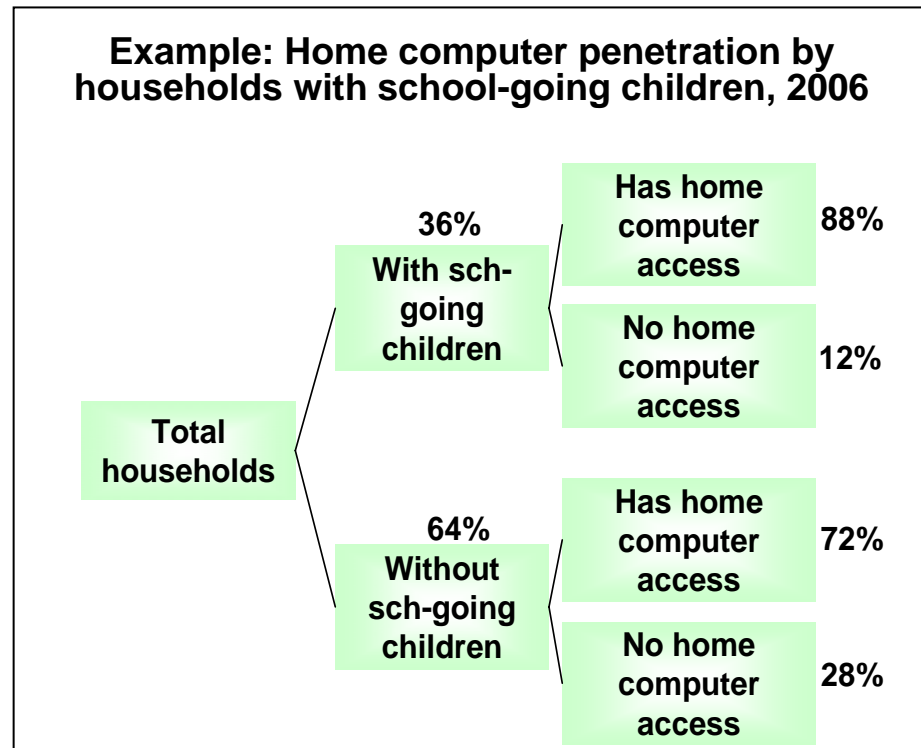 Example: Home computer penetration by
households with school-going children, 2006
36%
With sch-
going
children
Has home
computer
access
88%
No home
computer
access
12%
Total
households
64%
Without
sch-going
children
Has home
computer
access
72%
No home
computer
access
28%